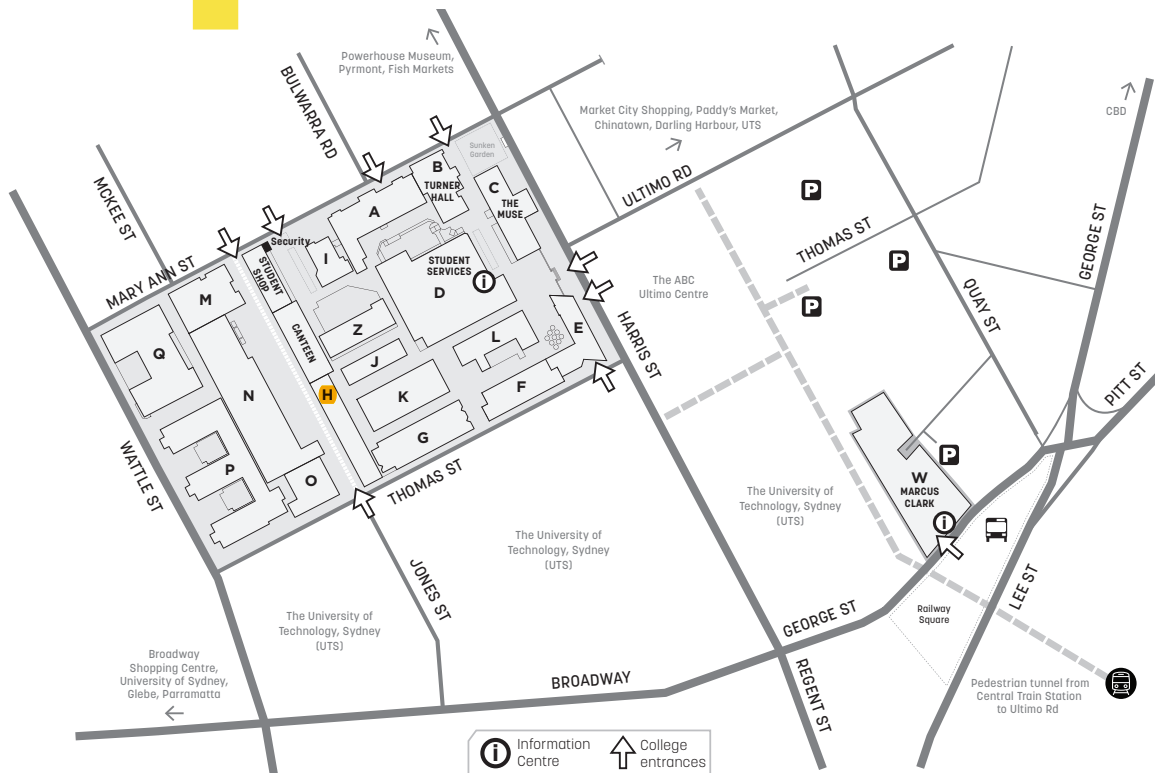 Powerhouse Museum,
Pyrmont, Fish Markets
BULWARRA RD
MCKEE ST
MARY ANN ST
Market City Shopping, Paddy's Market,
Chinatown, Darling Harbour, UTS
CBD
Sunken
Garden
B
TURNER
HALL
C
THE
MUSE
A
Security
I
STUDENT
SHOP
STUDENT
SERVICES
i
D
ULTIMO RD
P
THOMAS ST
P
P
GEORGE ST
QUAY ST
The ABC
Ultimo Centre
HARRIS ST
M
Q
CANTEEN
Z
J
L
E
H
K
F
N
G
P
O
WATTLE ST
THOMAS ST
PITT ST
P
W
MARCUS
CLARK
i
The University of
Technology, Sydney
(UTS)
The University of
Technology, Sydney
(UTS)
JONES ST
The University of
Technology, Sydney
(UTS)
GEORGE ST
LEE ST
Railway
Square
Broadway
Shopping Centre,
University of Sydney,
Glebe, Parramatta
BROADWAY
REGENT ST
Pedestrian tunnel from
Central Train Station
to Ultimo Rd
i
Information
Centre
College
entrances